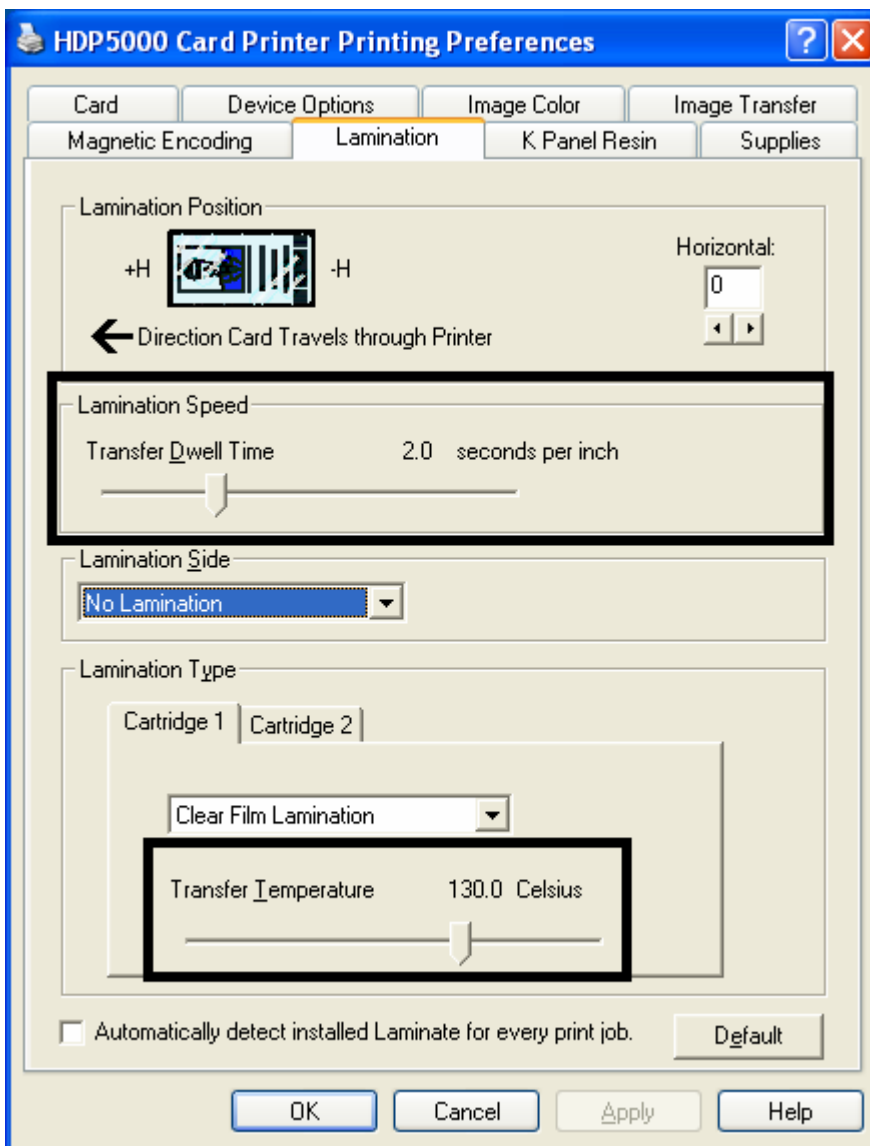 HDP5000 Card Printer Printing Preferences
Card Device Options Image Color Image Transfer
Magnetic Encoding Lamination K Panel Resin Supplies
Lamination Position
Horizontal:
+H -H
0
Direction Card Travels through Printer
Lamination Speed
Transfer Dwell Time 2.0 seconds per inch
Lamination Side
No Lamination
Lamination Type
Cartridge 1 Cartridge 2
Clear Film Lamination
Transfer Temperature 130.0 Celsius
Automatically detect installed Laminate for every print job.
Default
OK Cancel Apply Help